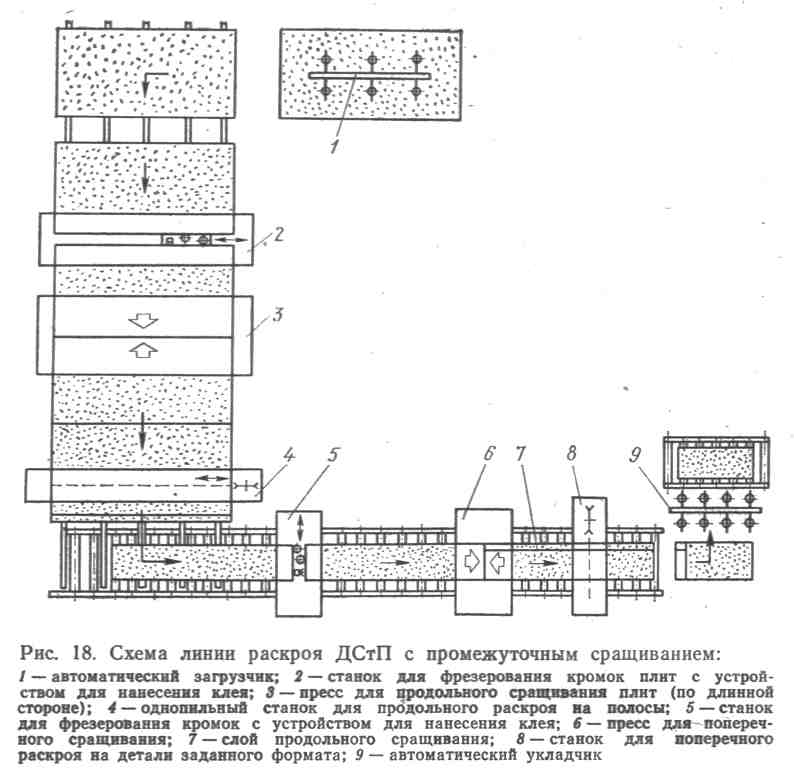 1
2
3
4
5
6
7
8
9
Рис. 18. Схема линии раскроя ДСтП с промежуточным сращиванием:
1 — автоматический загрузчик; 2 — станок для фрезерования кромок плит с устрой-
ством для нанесения клея; 3 — пресс для продольного сращивания плит (по длинной
стороне); 4 — однопильный станок для продольного раскроя на полосы; 5 — станок
для фрезерования кромок с устройством для нанесения клея; 6 — пресс для попереч-
ного сращивания; 7 — слой продольного сращивания; 8 — станок для поперечного
раскроя на детали заданного формата; 9 — автоматический укладчик